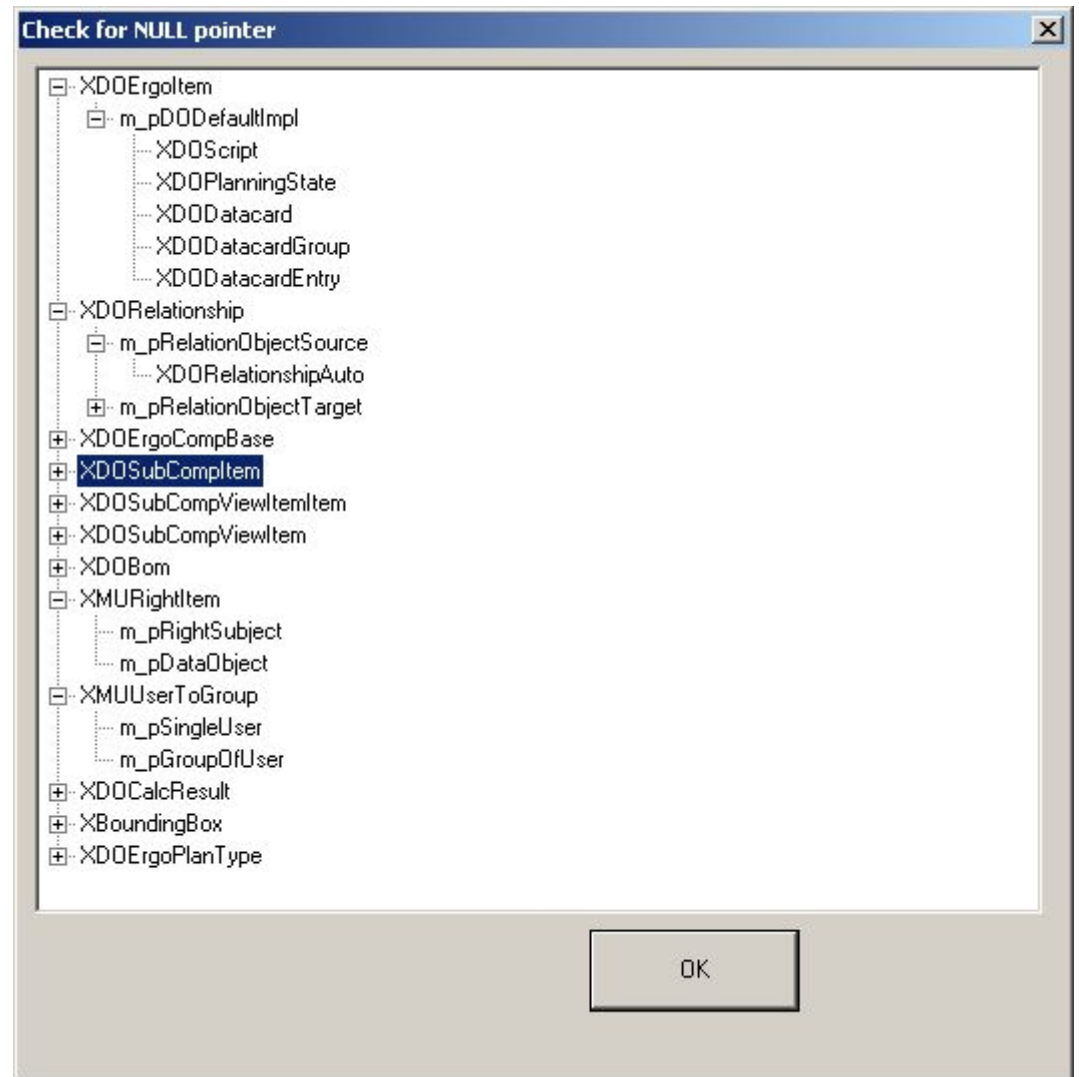 Check for NULL pointer
XDOErgoItem
m_pDODefaultImpl
XDOScript
XDOPlanningState
XDODatacard
XDODatacardGroup
XDODatacardEntry
XDORelationship
m_pRelationObjectSource
XDORelationshipAuto
m_pRelationObjectTarget
XDOErgoCompBase
XDOSubCompItem
XDOSubCompViewItemItem
XDOSubCompViewItem
XDOBom
XMURightItem
m_pRightSubject
m_pDataObject
XMUUserToGroup
m_pSingleUser
m_pGroupOfUser
XDOCalcResult
XBoundingBox
XDOErgoPlanType
OK